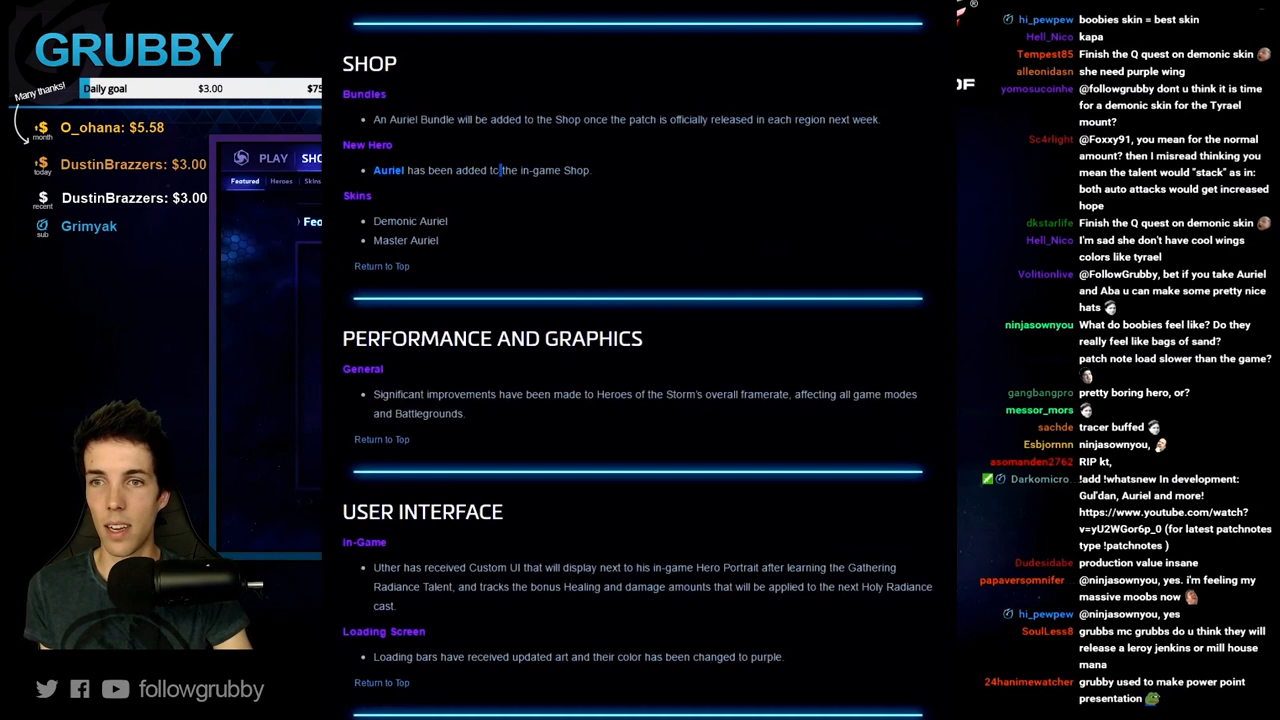 GRUBBY
Many thanks!
Daily goal
$3.00
$75
month
O_ohana: $5.58
today
DustinBrazzers: $3.00
recent
DustinBrazzers: $3.00
sub
Grimyak
PLAY
SHO
Featured
Heroes
Skins
Feo
followgrubby
SHOP
Bundles
An Auriel Bundle will be added to the Shop once the patch is officially released in each region next week.
New Hero
Auriel has been added to the in-game Shop.
Skins
Demonic Auriel
Master Auriel
Return to Top
PERFORMANCE AND GRAPHICS
General
Significant improvements have been made to Heroes of the Storm's overall framerate, affecting all game modes
and Battlegrounds.
Return to Top
USER INTERFACE
In-Game
Uther has received Custom UI that will display next to his in-game Hero Portrait after learning the Gathering
Radiance Talent, and tracks the bonus Healing and damage amounts that will be applied to the next Holy Radiance
cast.
Loading Screen
Loading bars have received updated art and their color has been changed to purple.
Return to Top
OF
hi_pewpew boobies skin = best skin
Hell_Nico kapa
Tempest85 Finish the Q quest on demonic skin
alleonidasn she need purple wing
yomosucoinhe @followgrubby dont u think it is time
for a demonic skin for the Tyrael
mount?
Sc4rlight @Foxxy91, you mean for the normal
amount? then I misread thinking you
mean the talent would "stack" as in:
both auto attacks would get increased
hope
dkstarlife Finish the Q quest on demonic skin
Hell_Nico I'm sad she don't have cool wings
colors like tyrael
Volitionlive @FollowGrubby, bet if you take Auriel
and Aba u can make some pretty nice
hats
ninjasownyou What do boobies feel like? Do they
really feel like bags of sand?
patch note load slower than the game?
gangbangpro pretty boring hero, or?
messor_mors
sachde tracer buffed
Esbjornnn ninjasownyou,
asomanden2762 RIP kt,
Darkomicro !add !whatsnew In development:
Gul'dan, Auriel and more!
https://www.youtube.com/watch?
v=yU2WGor6p_0 (for latest patchnotes
type !patchnotes )
Dudesidabe production value insane
papaversomnifer @ninjasownyou, yes. i'm feeling my
massive moobs now
hi_pewpew @ninjasownyou, yes
SoulLess8 grubbs mc grubbs do u think they will
release a leroy jenkins or mill house
mana
24hanimewatcher grubby used to make power point
presentation